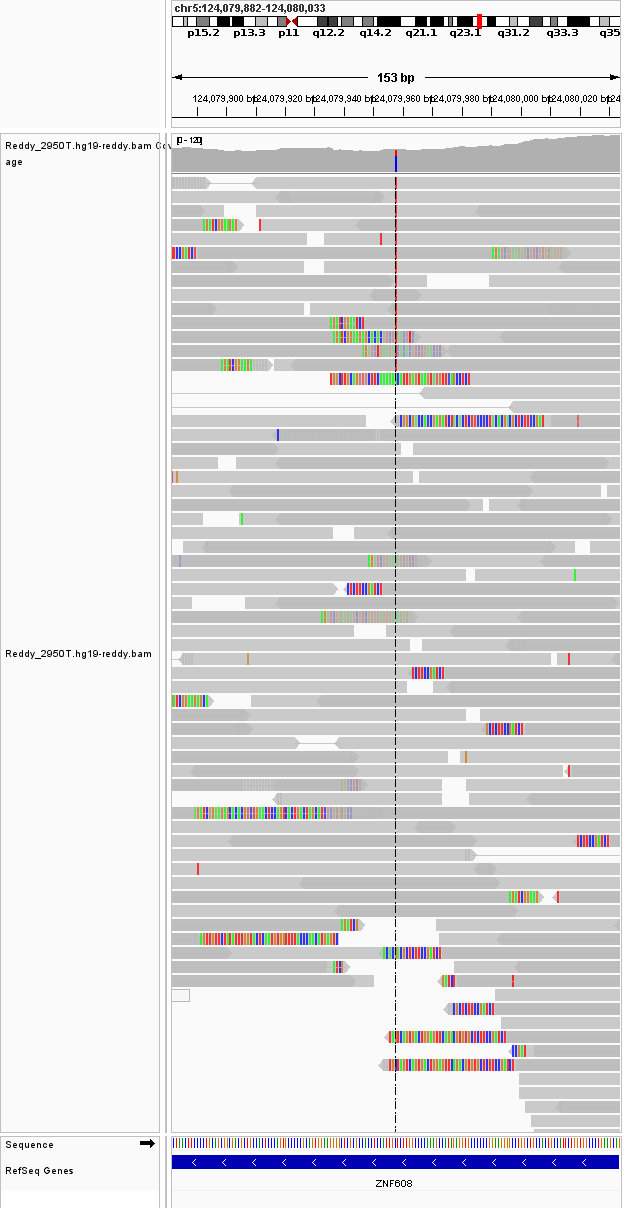 chr5:124,079,882-124,080,033
p15.2 p13.3 p11 q12.2 q14.2 q21.1 q23.1 q31.2 q33.3 q35
153 bp
124,079,900 bp 124,079,920 bp 124,079,940 bp 124,079,960 bp 124,079,980 bp 124,080,000 bp 124,080,020 bp
[0 - 120]
Reddy_2950T.hg19-reddy.bam Cov
age
Reddy_2950T.hg19-reddy.bam
Sequence
RefSeq Genes
ZNF608